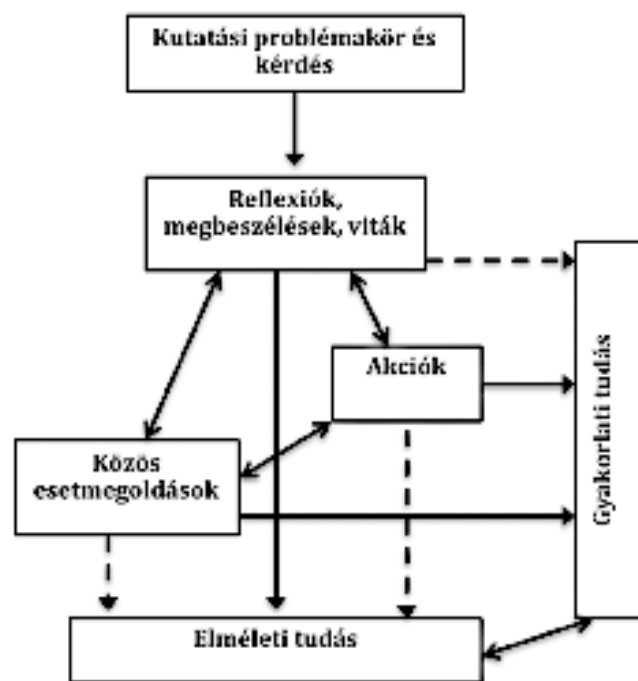 Kutatási problémakör és
kérdés
Reflexiók,
megbeszélések, viták
Akciók
Közös
esetmegoldások
Gyakorlati tudás
Elméleti tudás